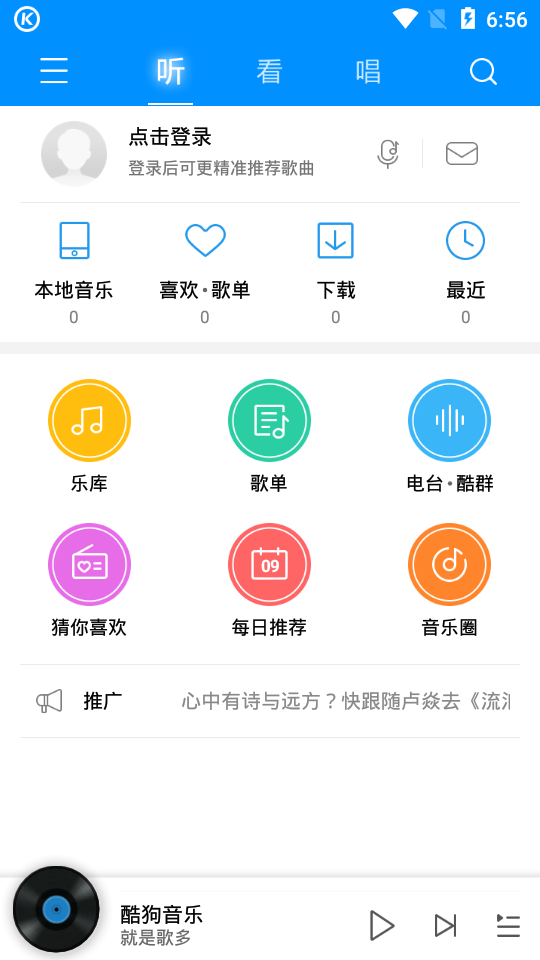 6:56
听 看 唱
点击登录
登录后可更精准推荐歌曲
本地音乐 喜欢·歌单 下载 最近
0 0 0 0
乐库 歌单 电台·酷群
09
猜你喜欢 每日推荐 音乐圈
推广 心中有诗与远方？快跟随卢焱去《流
酷狗音乐
就是歌多